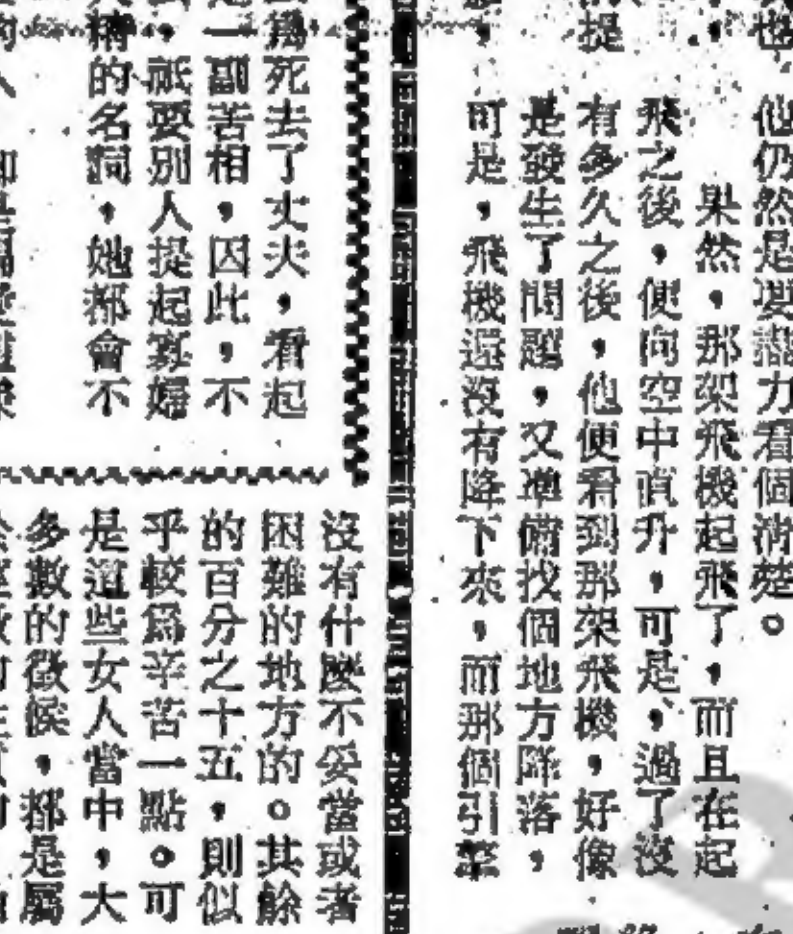 他仍然是要盡力看個清楚。
果然，那架飛機起飛了，而且在起
飛之後，便向空中直升，可是，過了沒
有多久之後，他便看到那架飛機，好像
是發生了問題，又準備找個地方降落，
可是，飛機還沒有降下來，而那個引擎
為死去了丈夫，看起
一副苦相，因此，不
祇要別人提起寡婦
的名詞，她都會不
沒有什麼不妥當或者
困難的地方的。其餘
的百分之十五，則似
乎較爲辛苦一點。可
是這些女人當中，大
多數的徵候，都是屬